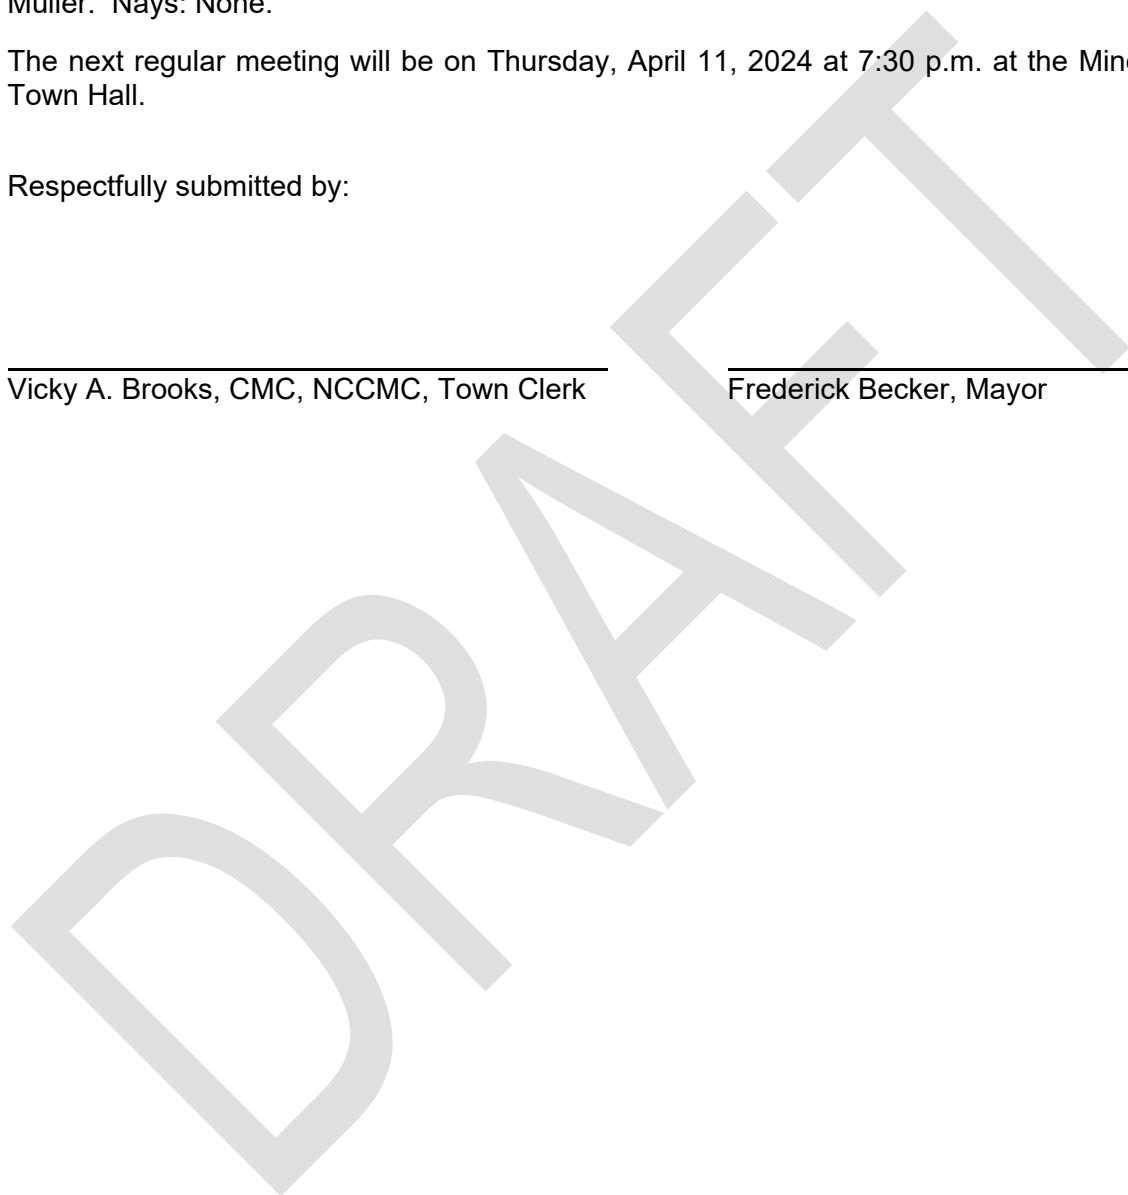 Muller. Nays: None.
The next regular meeting will be on Thursday, April 11, 2024 at 7:30 p.m. at the
Town Hall.
Respectfully submitted by:
Vicky A. Brooks, CMC, NCCMC, Town Clerk
Frederick Becker, Mayor
DRAFT